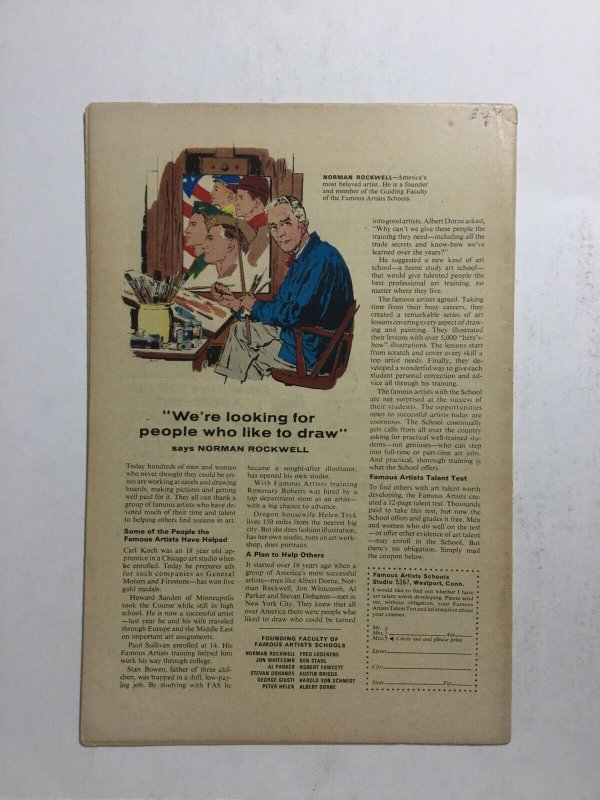 NORMAN ROCKWELL—America's
most beloved artist. He is a founder
and member of the Guiding Faculty
of the Famous Artists Schools.
"We're looking for
people who like to draw"
says NORMAN ROCKWELL
Today hundreds of men and women
who never thought they could be art-
ists are working at easels and drawing
boards, making pictures and getting
well paid for it. They all can thank a
group of famous artists who have de-
voted much of their time and talent
to helping others find success in art.
Some of the People the
Famous Artists Have Helped
Carl Koch was an 18 year old ap-
prentice in a Chicago art studio when
he enrolled. Today he prepares ads
for such companies as General
Motors and Firestone—has won five
gold medals.
Howard Sanden of Minneapolis
took the Course while still in high
school. He is now a successful artist
—last year he and his wife traveled
through Europe and the Middle East
on important art assignments.
Paul Sullivan enrolled at 14. His
Famous Artists training helped him
work his way through college.
Stan Bowen, father of three chil-
dren, was trapped in a dull, low-pay-
ing job. By studying with FAS he
became a sought-after illustrator,
has opened his own studio.
With Famous Artists training
Rosemary Roberts was hired by a
top department store as an artist—
with a big chance to advance.
Oregon housewife Helen Tryk
lives 150 miles from the nearest big
city. But she does fashion illustration,
has her own studio, runs an art work-
shop, does portraits.
A Plan to Help Others
It started over 18 years ago when a
group of America's most successful
artists—men like Albert Dorne, Nor-
man Rockwell, Jon Whitcomb, Al
Parker and Stevan Dohanos—met in
New York City. They knew that all
over America there were people who
liked to draw who could be turned
FOUNDING FACULTY OF
FAMOUS ARTISTS SCHOOLS
NORMAN ROCKWELL FRED LUDEKENS
JON WHITCOMB BEN STAHL
AL PARKER ROBERT FAWCETT
STEVAN DOHANOS AUSTIN BRIGGS
GEORGE GIUSTI HAROLD VON SCHMIDT
PETER HELCK ALBERT DORNE
into good artists. Albert Dorne asked,
"Why can't we give these people the
training they need—including all the
trade secrets and know-how we've
learned over the years?"
He suggested a new kind of art
school—a home study art school—
that would give talented people the
best professional art training, no
matter where they live.
The famous artists agreed. Taking
time from their busy careers, they
created a remarkable series of art
lessons covering every aspect of draw-
ing and painting. They illustrated
their lessons with over 5,000 "here's-
how" illustrations. The lessons start
from scratch and cover every skill a
top artist needs. Finally, they de-
veloped a wonderful way to give each
student personal correction and ad-
vice all through his training.
The famous artists with the School
are not surprised at the success of
their students. The opportunities
open to successful artists today are
enormous. The School continually
gets calls from all over the country
asking for practical well-trained stu-
dents—not geniuses—who can step
into full-time or part-time art jobs.
And practical, thorough training is
what the School offers.
Famous Artists Talent Test
To find others with art talent worth
developing, the Famous Artists cre-
ated a 12-page talent test. Thousands
paid to take this test, but now the
School offers and grades it free. Men
and women who do well on the test
—or offer other evidence of art talent
—may enroll in the School. But
there's no obligation. Simply mail
the coupon below.
Famous Artists Schools
Studio 5367, Westport, Conn.
I would like to find out whether I have
art talent worth developing. Please send
me, without obligation, your Famous
Artists Talent Test and information about
your courses.
Mr.
Mrs. Age
Miss Circle one and please print
Street
City
State Zip